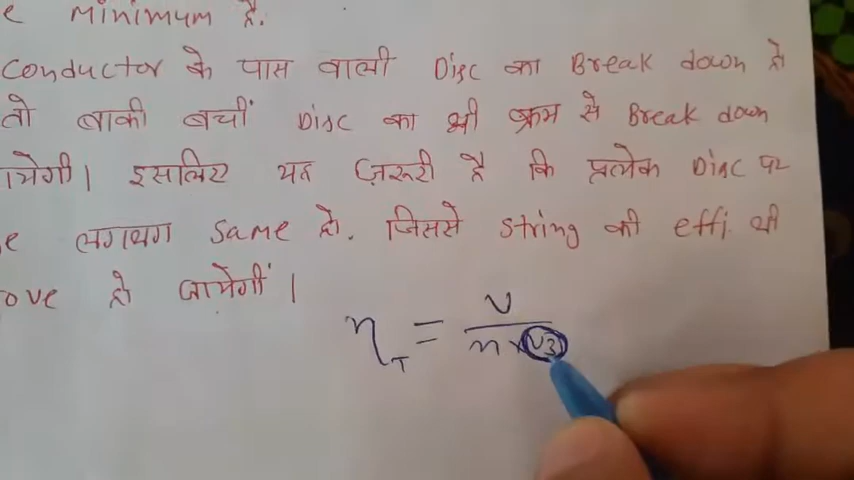 e minimum है.
Conductor के पास वाली Disc का Break down हो
तो बाकी बचीं Disc का भी क्रम से Break down
जायेगी। इसलिए यह ज़रूरी है कि प्रत्येक Disc पर
e लगभग same हो. जिससे string की effi. भी
ove हो जायेगीं।
η_T = V / n × V3